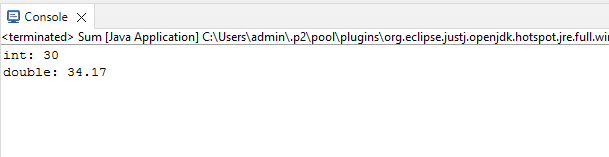 Console
<terminated> Sum [Java Application] C:\Users\admin\.p2\pool\plugins\org.eclipse.justj.openjdk.hotspot.jre.full.wi
int: 30
double: 34.17